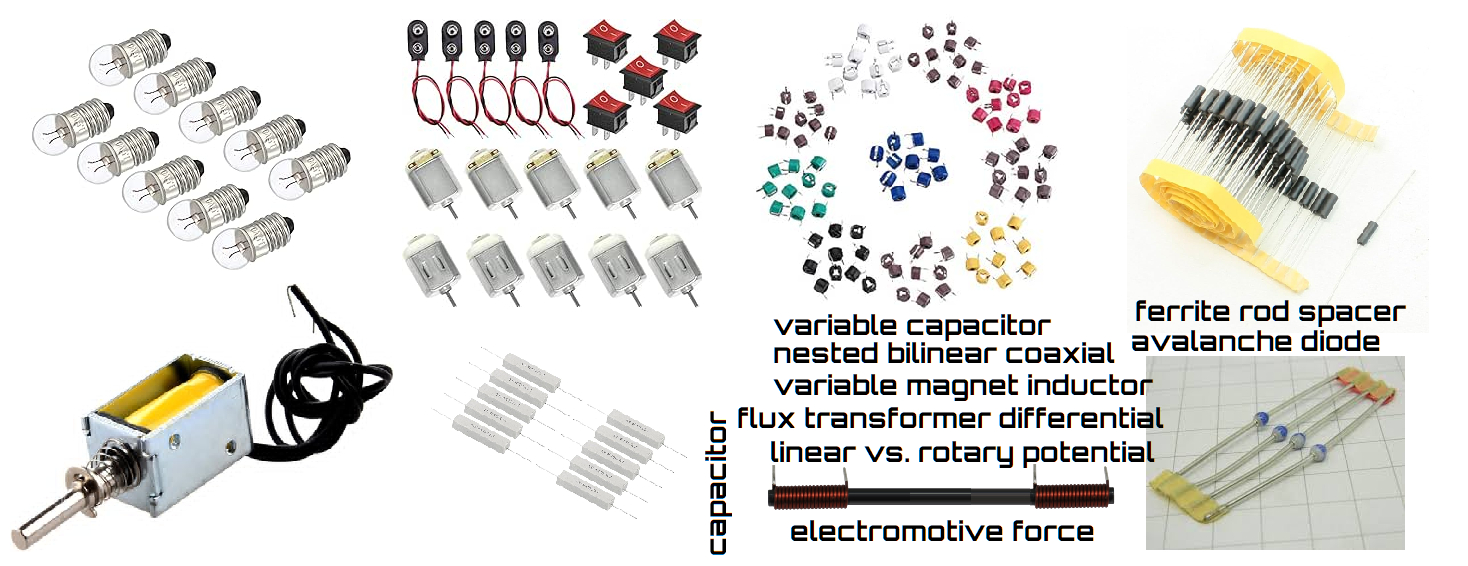 ferrite rod spacer
avalanche diode
variable capacitor
nested bilinear coaxial
variable magnet inductor
flux transformer differential
linear vs. rotary potential
electromotive force
capacitor